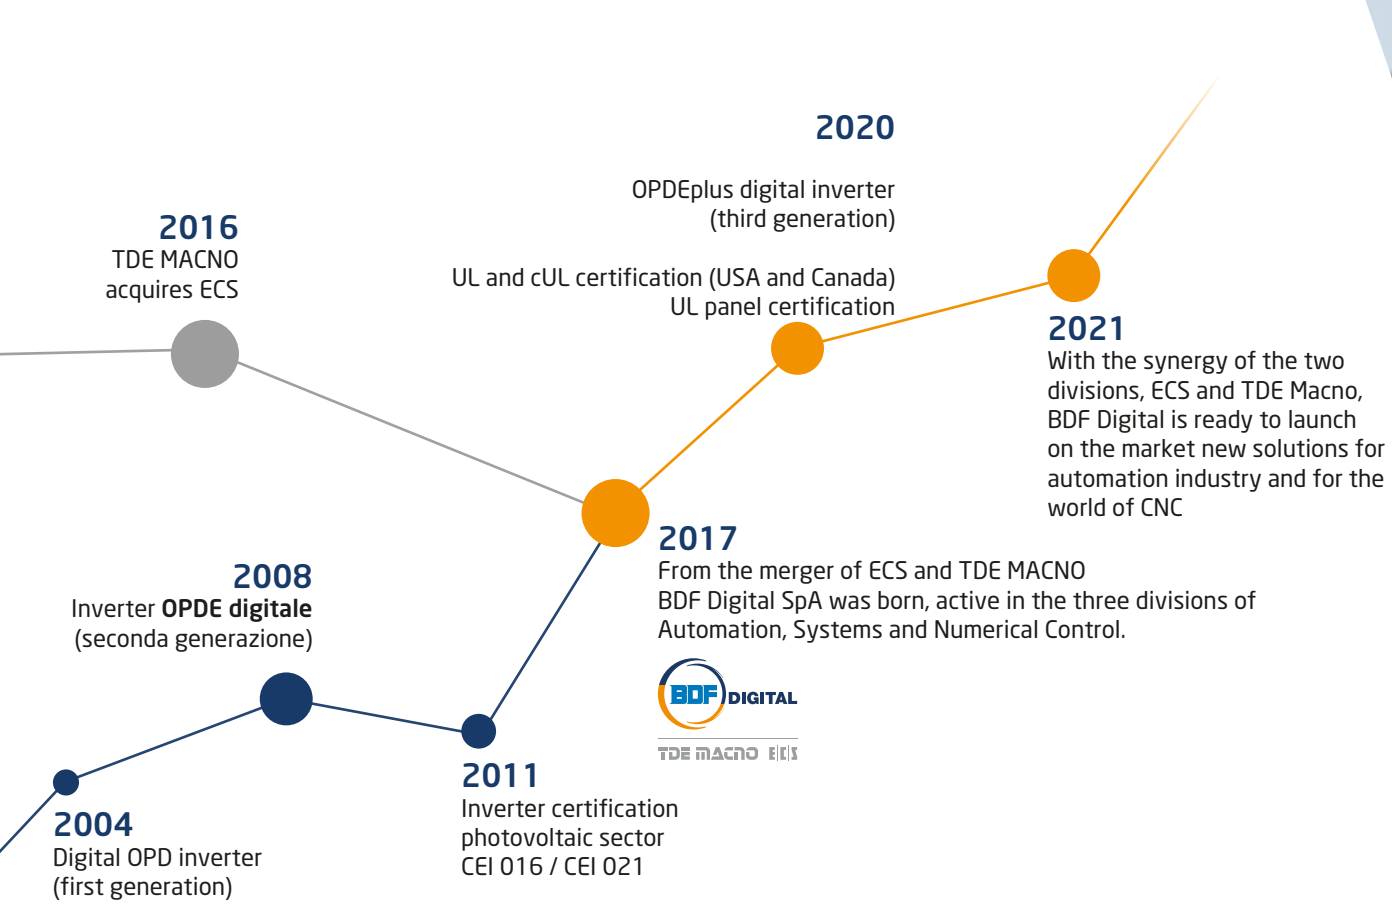 2020
OPDEplus digital inverter
(third generation)
UL and cUL certification (USA and Canada)
UL panel certification
2016
TDE MACNO
acquires ECS
2021
With the synergy of the two
divisions, ECS and TDE Macno,
BDF Digital is ready to launch
on the market new solutions for
automation industry and for the
world of CNC
2017
From the merger of ECS and TDE MACNO
BDF Digital SpA was born, active in the three divisions of
Automation, Systems and Numerical Control.
BDF DIGITAL
TDE MACNO ECS
2008
Inverter OPDE digitale
(seconda generazione)
2011
Inverter certification
photovoltaic sector
CEI 016 / CEI 021
2004
Digital OPD inverter
(first generation)